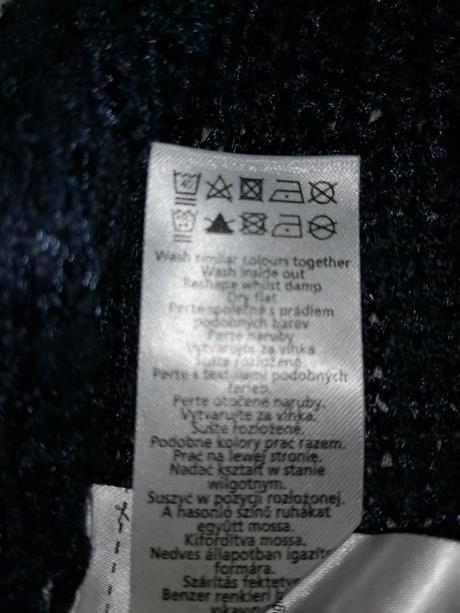 40
Wash similar colours together
Wash inside out
Reshape whilst damp
Dry flat
Perte společně s prádlem
podobných barev
Perte naruby
Vytvarujte za vlhka
Sušte rozložené
Perte s textíliami podobných
farieb.
Perte otočené naruby.
Vytvarujte za vlhka.
Sušte rozložené.
Podobne kolory prać razem.
Prać na lewej stronie.
Nadać kształt w stanie
wilgotnym.
Suszyć w pozycji rozłożonej.
A hasonló színű ruhákat
együtt mossa.
Kifordítva mossa.
Nedves állapotban igazíts
formára.
Szárítás fektetve
Benzer renkleri